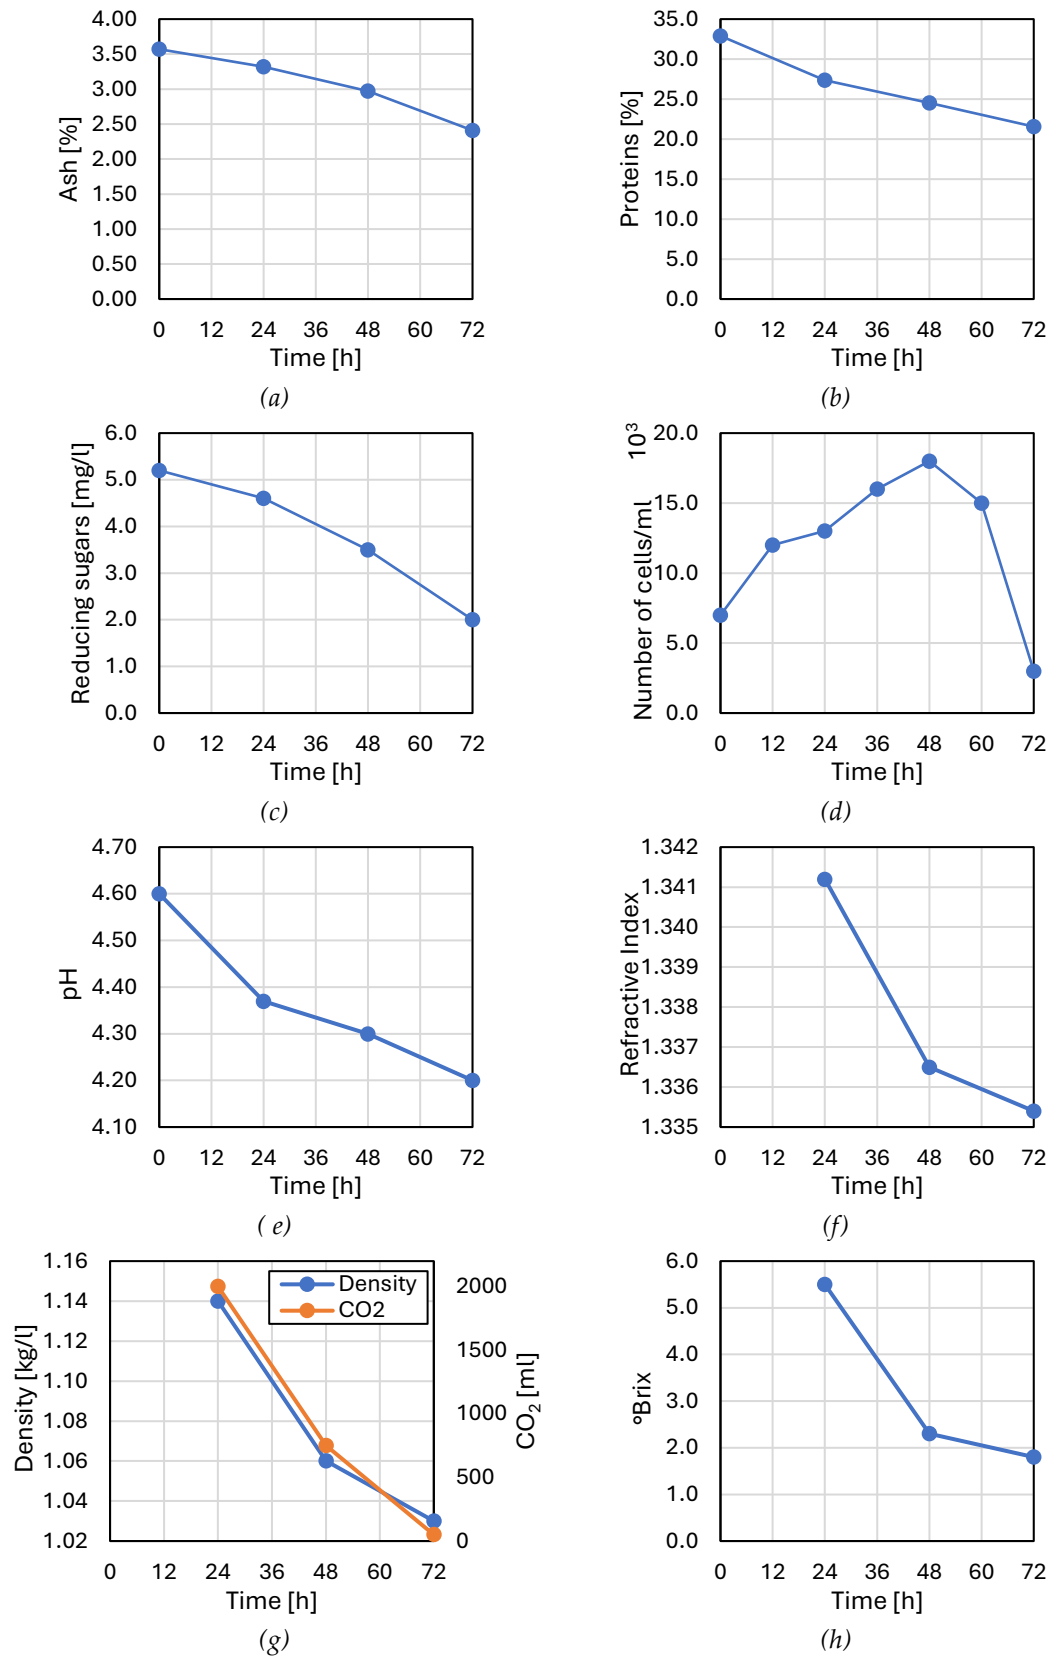 4.00
3.50
3.00
2.50
2.00
1.50
1.00
0.50
0.00
Ash [%]
0 12 24 36 48 60 72
Time [h]
(a)
35.0
30.0
25.0
20.0
15.0
10.0
5.0
0.0
Proteins [%]
0 12 24 36 48 60 72
Time [h]
(b)
6.0
5.0
4.0
3.0
2.0
1.0
0.0
Reducing sugars [mg/l]
0 12 24 36 48 60 72
Time [h]
(c)
20.0
15.0
10.0
5.0
0.0
Number of cells/ml 10³
0 12 24 36 48 60 72
Time [h]
(d)
4.70
4.60
4.50
4.40
4.30
4.20
4.10
pH
0 12 24 36 48 60 72
Time [h]
( e)
1.342
1.341
1.340
1.339
1.338
1.337
1.336
1.335
Refractive Index
0 12 24 36 48 60 72
Time [h]
(f)
1.16
1.14
1.12
1.10
1.08
1.06
1.04
1.02
Density [kg/l]
Density
CO2
2000
1500
1000
500
0
CO₂ [ml]
0 12 24 36 48 60 72
Time [h]
(g)
6.0
5.0
4.0
3.0
2.0
1.0
0.0
°Brix
0 12 24 36 48 60 72
Time [h]
(h)